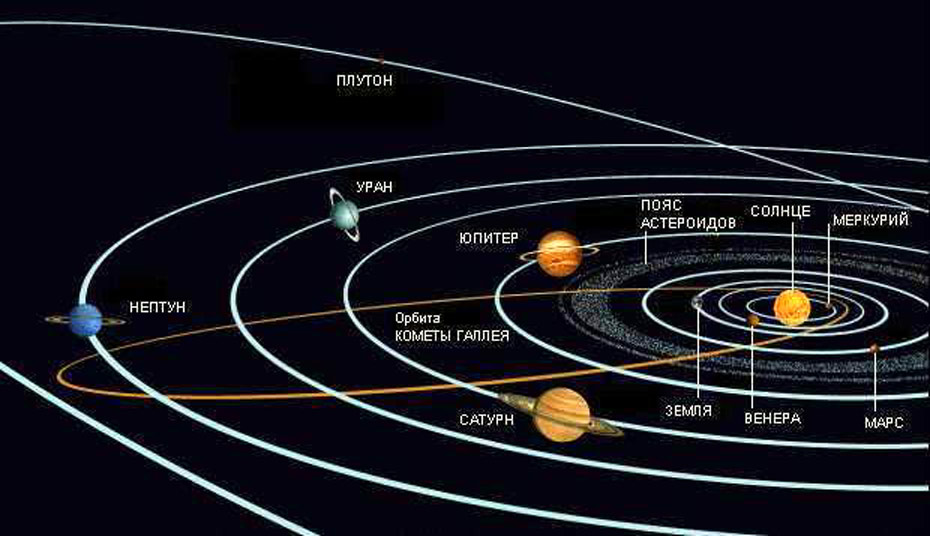 ПЛУТОН
УРАН
ПОЯС
АСТЕРОИДОВ
СОЛНЦЕ
МЕРКУРИЙ
ЮПИТЕР
НЕПТУН
Орбита
КОМЕТЫ ГАЛЛЕЯ
САТУРН
ЗЕМЛЯ
ВЕНЕРА
МАРС